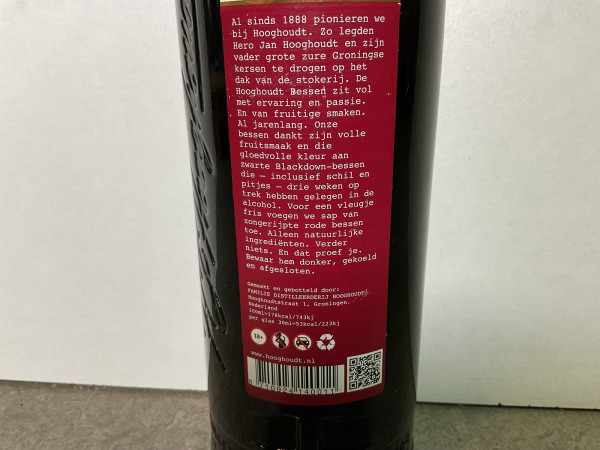 Al sinds 1888 pionieren we
bij Hooghoudt. Zo legden
Hero Jan Hooghoudt en zijn
vader grote zure Groningse
kersen te drogen op het
dak van de stokerij. De
Hooghoudt Bessen zit vol
met ervaring en passie.
En van fruitige smaken.
Al jarenlang. Onze
bessen dankt zijn volle
fruitsmaak en die
gloedvolle kleur aan
zwarte Blackdown-bessen
die – inclusief schil en
pitjes – drie weken op
trek hebben gelegen in de
alcohol. Voor een vleugje
fris voegen we sap van
zongerijpte rode bessen
toe. Alleen natuurlijke
ingrediënten. Verder
niets. En dat proef je.
Bewaar hem donker, gekoeld
en afgesloten.
Gemaakt en gebotteld door:
FAMILIE DISTILLEERDERIJ HOOGHOUDT
Hooghoudtstraat 1, Groningen.
Nederland
100ml=178kcal/743kj
per glas 30ml=53kcal/223kj
18+
www.hooghoudt.nl
8 710624 140011